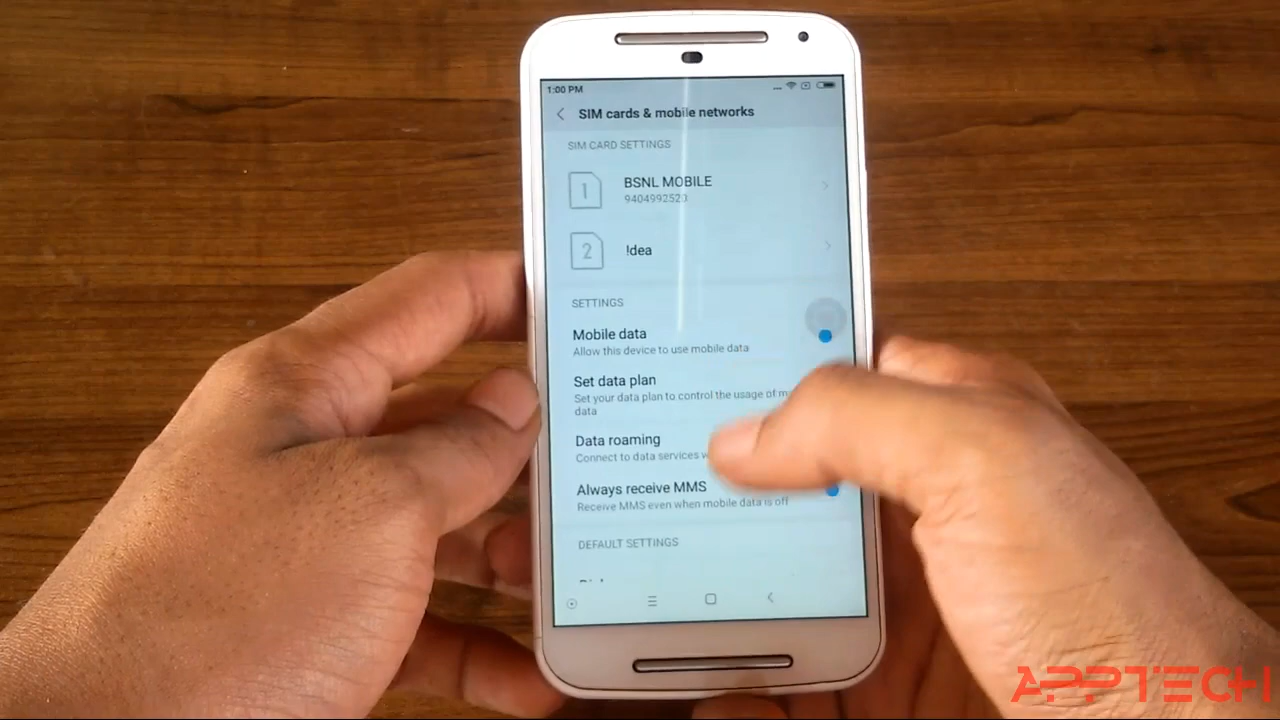 1:00 PM
SIM cards & mobile networks
SIM CARD SETTINGS
1
BSNL MOBILE
9404992520
2
!dea
SETTINGS
Mobile data
Allow this device to use mobile data
Set data plan
Set your data plan to control the usage of
data
Data roaming
Connect to data services
Always receive MMS
Receive MMS even when mobile data is off
DEFAULT SETTINGS
APPTECH